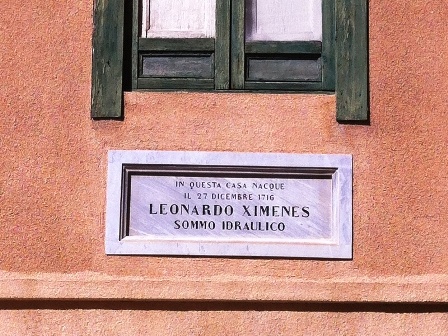 IN QUESTA CASA NACQUE
IL 27 DICEMBRE 1716
LEONARDO XIMENES
SOMMO IDRAULICO